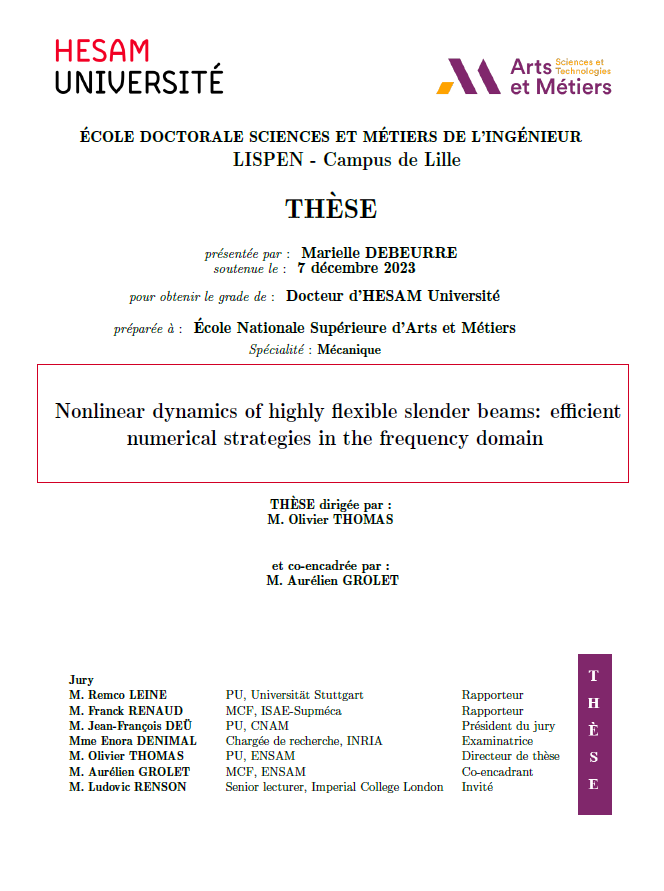 HESAM
UNIVERSITÉ
Arts Sciences et Technologies
et Métiers
ÉCOLE DOCTORALE SCIENCES ET MÉTIERS DE L'INGÉNIEUR
LISPEN - Campus de Lille
THÈSE
présentée par : Marielle DEBEURRE
soutenue le : 7 décembre 2023
pour obtenir le grade de : Docteur d'HESAM Université
préparée à : École Nationale Supérieure d'Arts et Métiers
Spécialité : Mécanique
Nonlinear dynamics of highly flexible slender beams: efficient
numerical strategies in the frequency domain
THÈSE dirigée par :
M. Olivier THOMAS
et co-encadrée par :
M. Aurélien GROLET
Jury
M. Remco LEINE PU, Universität Stuttgart Rapporteur
M. Franck RENAUD MCF, ISAE-Supméca Rapporteur
M. Jean-François DEÜ PU, CNAM Président du jury
Mme Enora DENIMAL Chargée de recherche, INRIA Examinatrice
M. Olivier THOMAS PU, ENSAM Directeur de thèse
M. Aurélien GROLET MCF, ENSAM Co-encadrant
M. Ludovic RENSON Senior lecturer, Imperial College London Invité
T
H
È
S
E